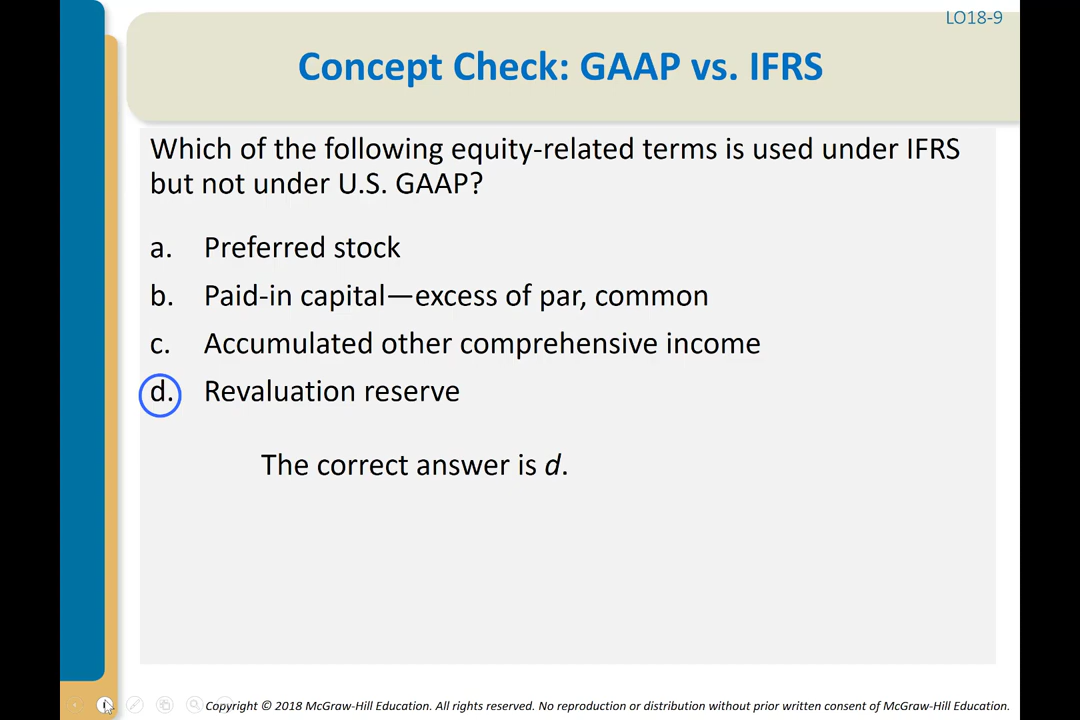 LO18-9
Concept Check: GAAP vs. IFRS
Which of the following equity-related terms is used under IFRS
but not under U.S. GAAP?
a. Preferred stock
b. Paid-in capital—excess of par, common
c. Accumulated other comprehensive income
d. Revaluation reserve
The correct answer is d.
Copyright © 2018 McGraw-Hill Education. All rights reserved. No reproduction or distribution without prior written consent of McGraw-Hill Education.